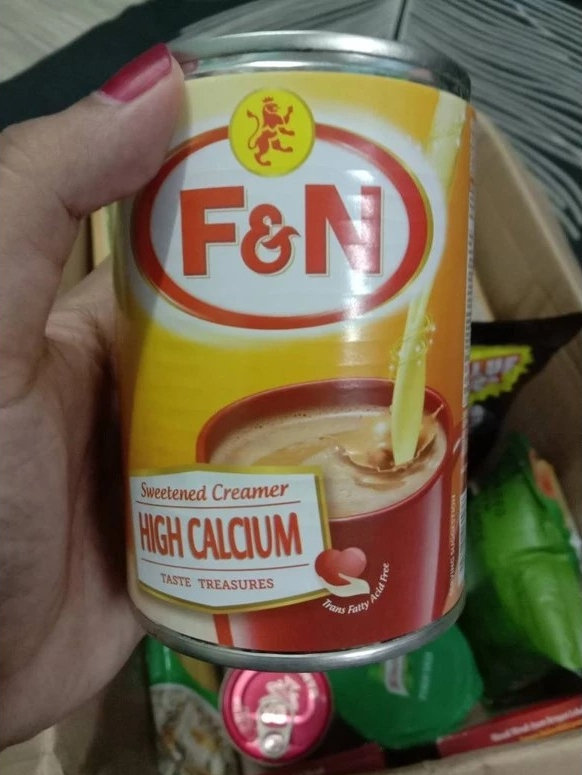 F&N
Sweetened Creamer
HIGH CALCIUM
TASTE TREASURES
Trans Fatty Acid Free